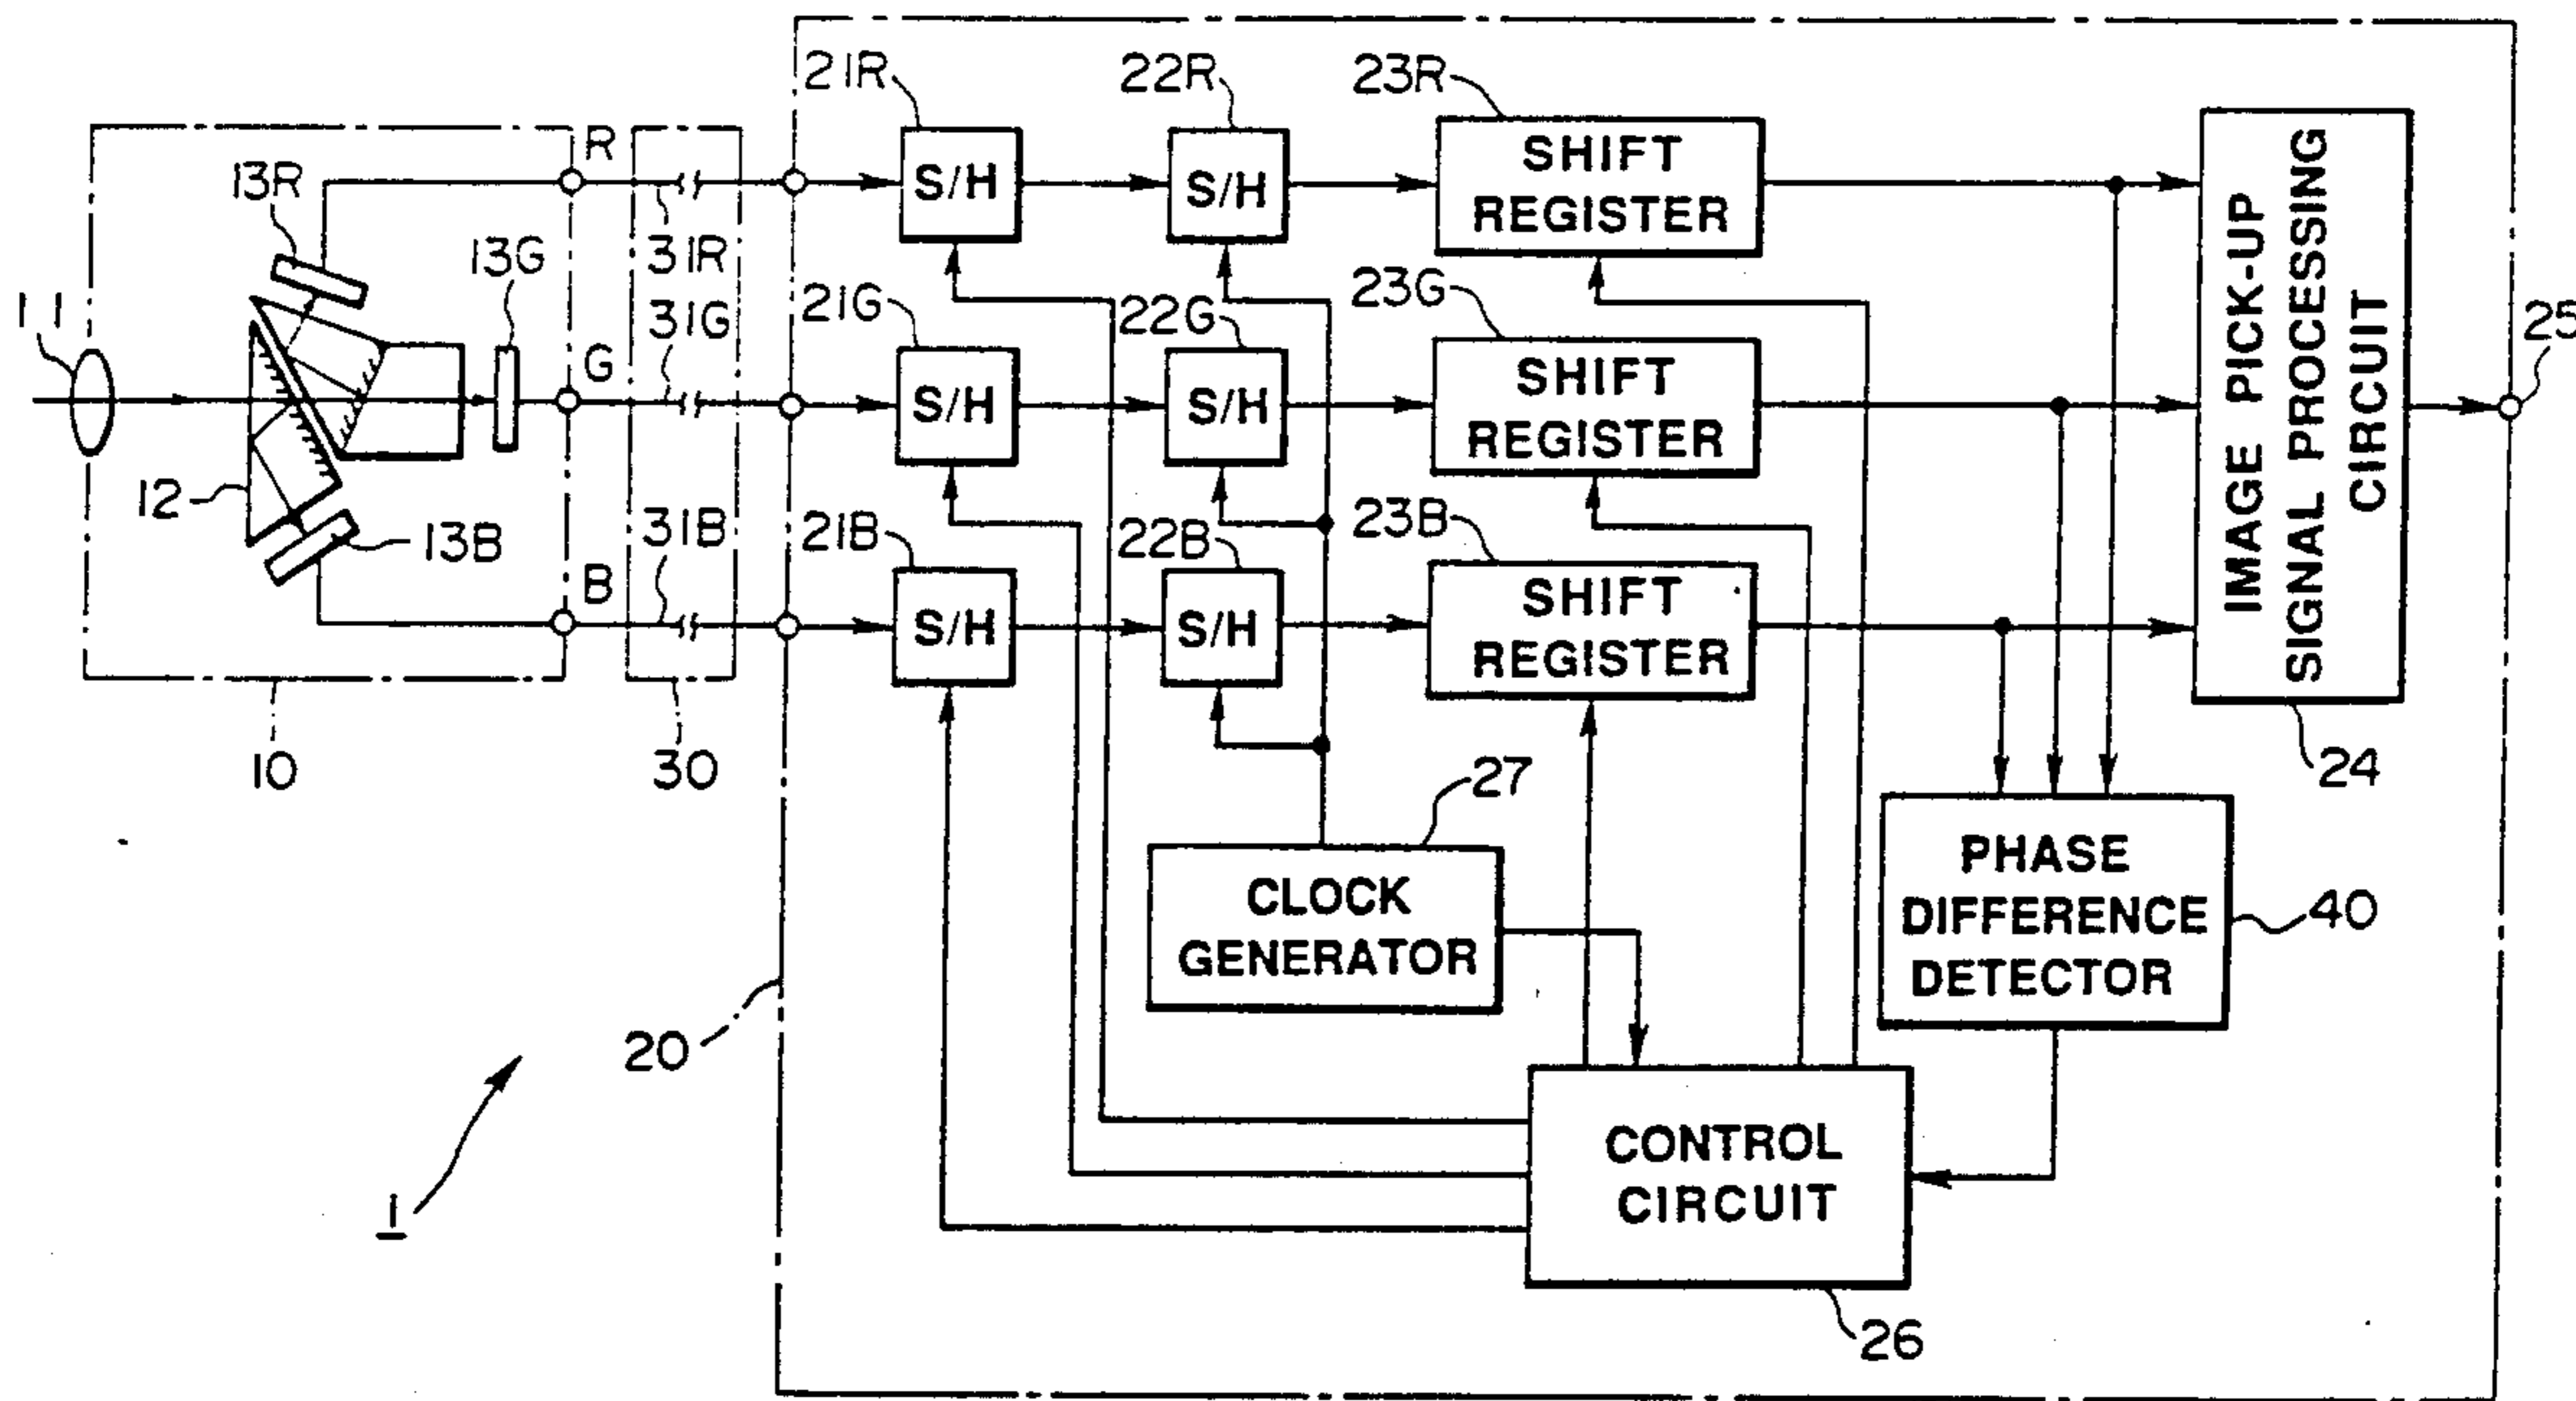 21R
22R
23R
R
13R
S/H
S/H
SHIFT
REGISTER
IMAGE PICK-UP
SIGNAL PROCESSING
CIRCUIT
31R
13G
11
31G
21G
22G
23G
25
G
S/H
S/H
SHIFT
REGISTER
12
13B
31B
21B
22B
23B
B
S/H
S/H
SHIFT
REGISTER
10
30
27
24
CLOCK
GENERATOR
PHASE
DIFFERENCE
DETECTOR
40
20
1
CONTROL
CIRCUIT
26